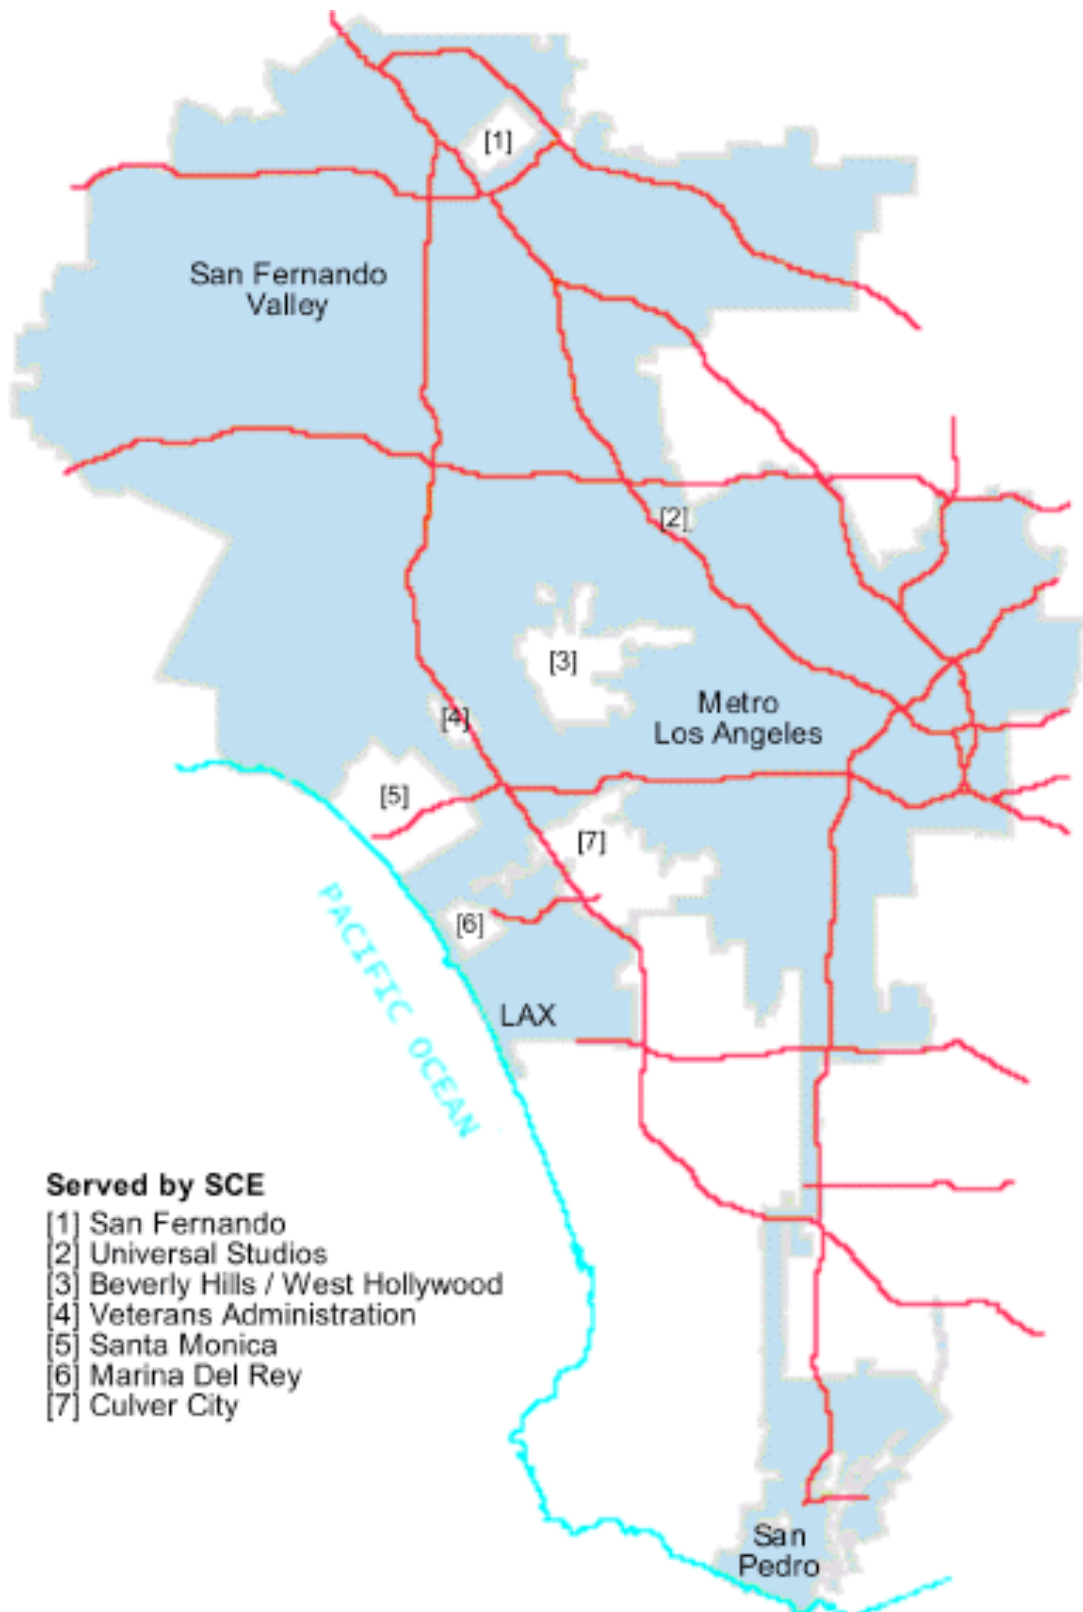 [1]
San Fernando
Valley
[2]
[3]
Metro
Los Angeles
[4]
[5]
[7]
[6]
PACIFIC OCEAN
LAX
Served by SCE
[1] San Fernando
[2] Universal Studios
[3] Beverly Hills / West Hollywood
[4] Veterans Administration
[5] Santa Monica
[6] Marina Del Rey
[7] Culver City
San
Pedro